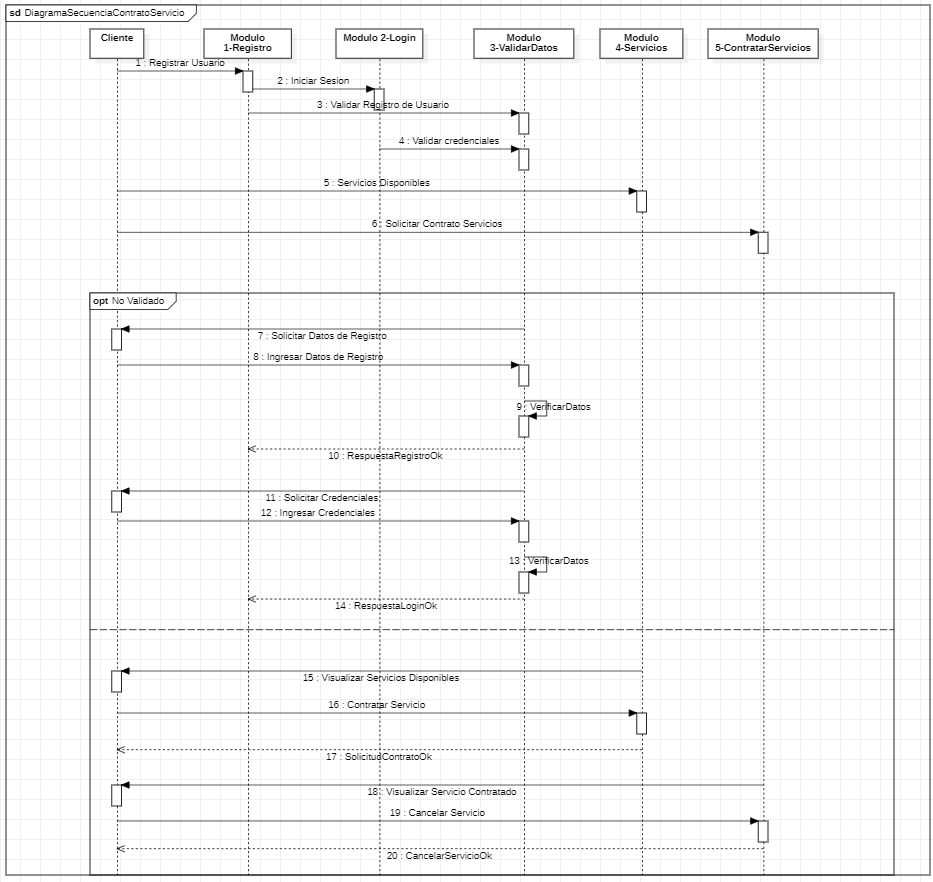 sd DiagramaSecuenciaContratoServicio
Cliente
Modulo
1-Registro
Modulo 2-Login
Modulo
3-ValidarDatos
Modulo
4-Servicios
Modulo
5-ContratarServicios
1 : Registrar Usuario
2 : Iniciar Sesion
3 : Validar Registro de Usuario
4 : Validar credenciales
5 : Servicios Disponibles
6 : Solicitar Contrato Servicios
opt No Validado
7 : Solicitar Datos de Registro
8 : Ingresar Datos de Registro
9 : VerificarDatos
10 : RespuestaRegistroOk
11 : Solicitar Credenciales
12 : Ingresar Credenciales
13 : VerificarDatos
14 : RespuestaLoginOk
15 : Visualizar Servicios Disponibles
16 : Contratar Servicio
17 : SolicitudContratoOk
18 : Visualizar Servicio Contratado
19 : Cancelar Servicio
20 : CancelarServicioOk